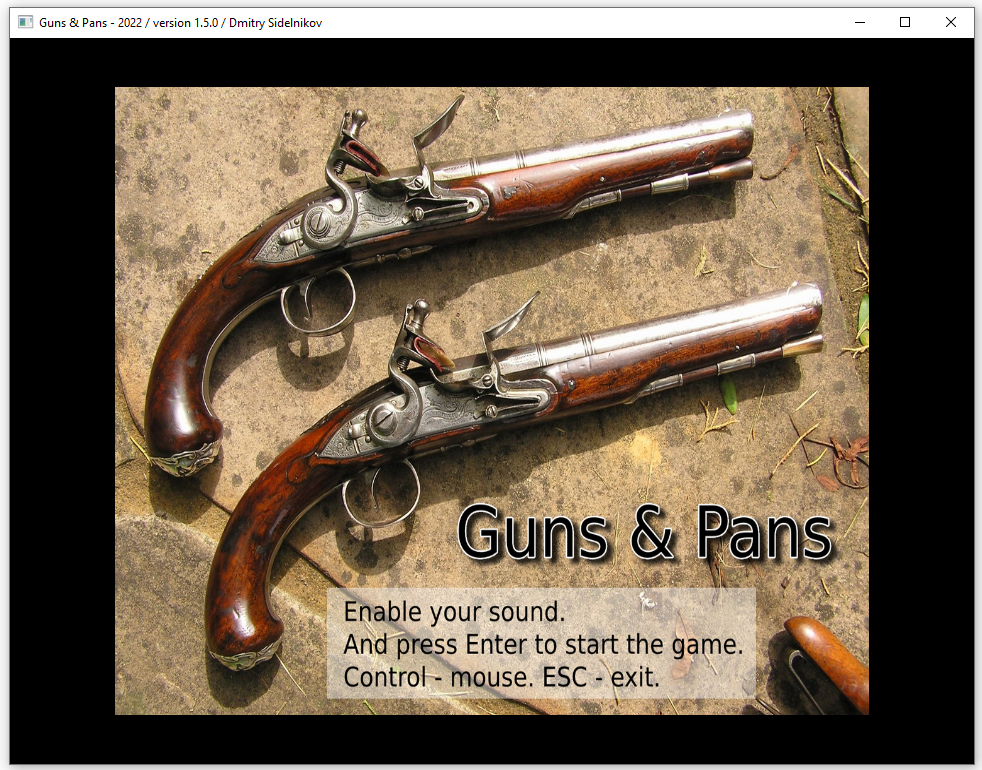 Guns & Pans - 2022 / version 1.5.0 / Dmitry Sidelnikov
Guns & Pans
Enable your sound.
And press Enter to start the game.
Control - mouse. ESC - exit.